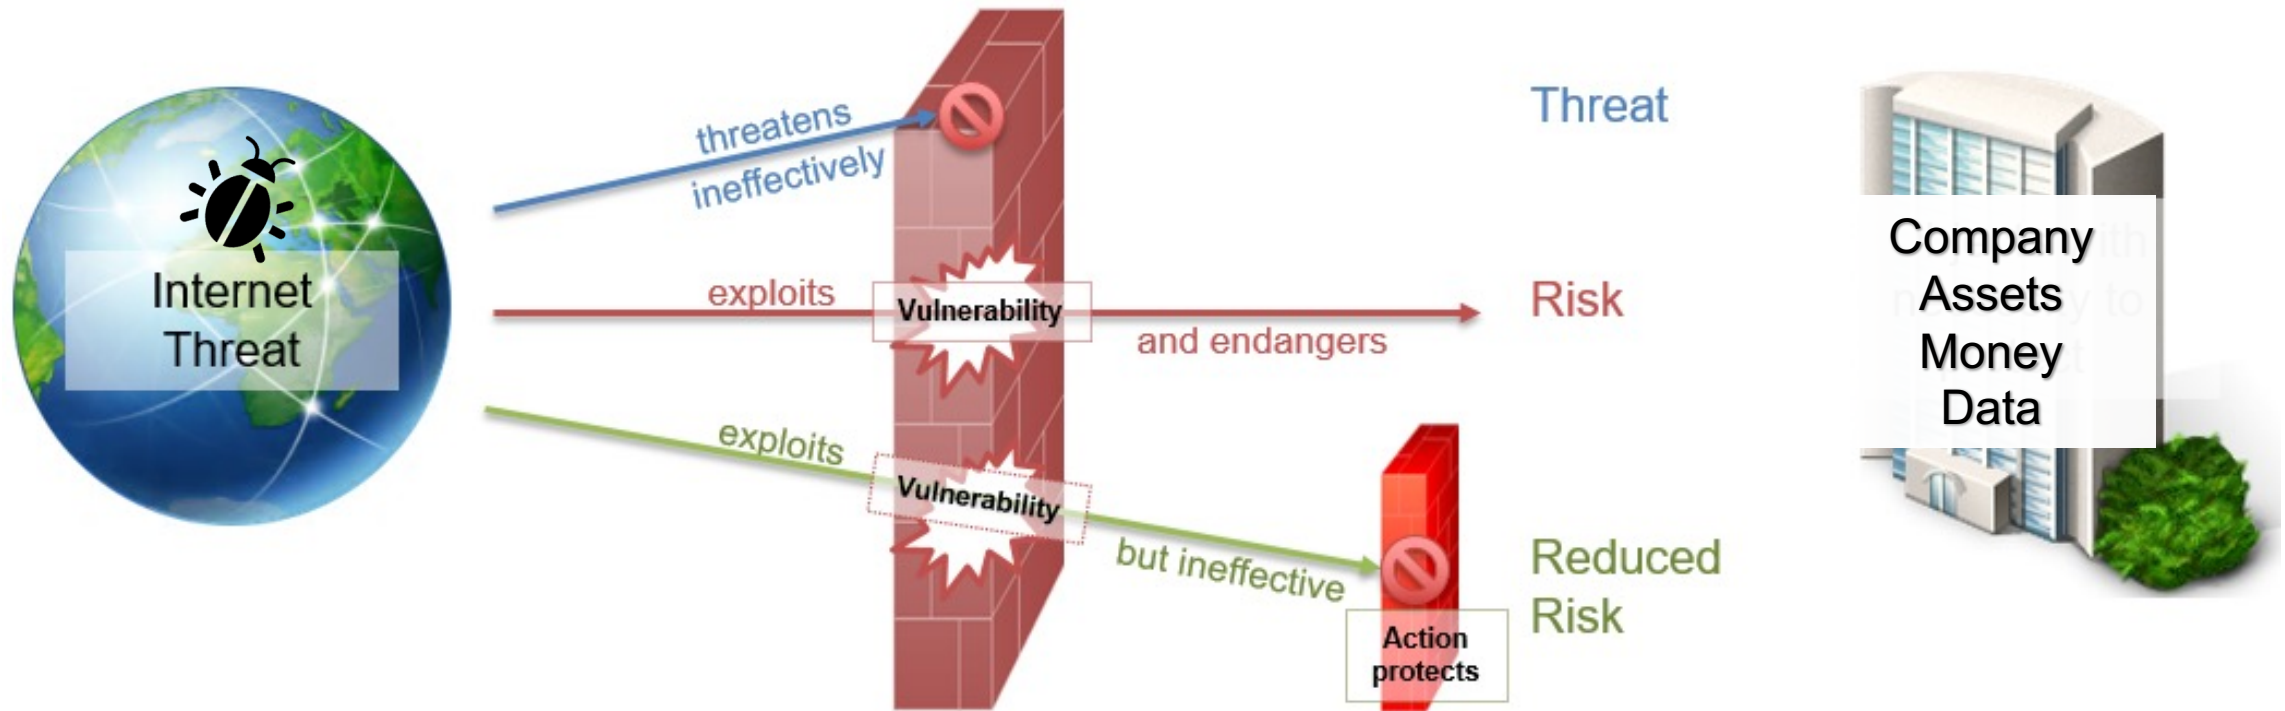 Internet
Threat
threatens
ineffectively
exploits
Vulnerability
and endangers
exploits
Vulnerability
but ineffective
Action
protects
Threat
Risk
Reduced
Risk
Company
Assets
Money
Data